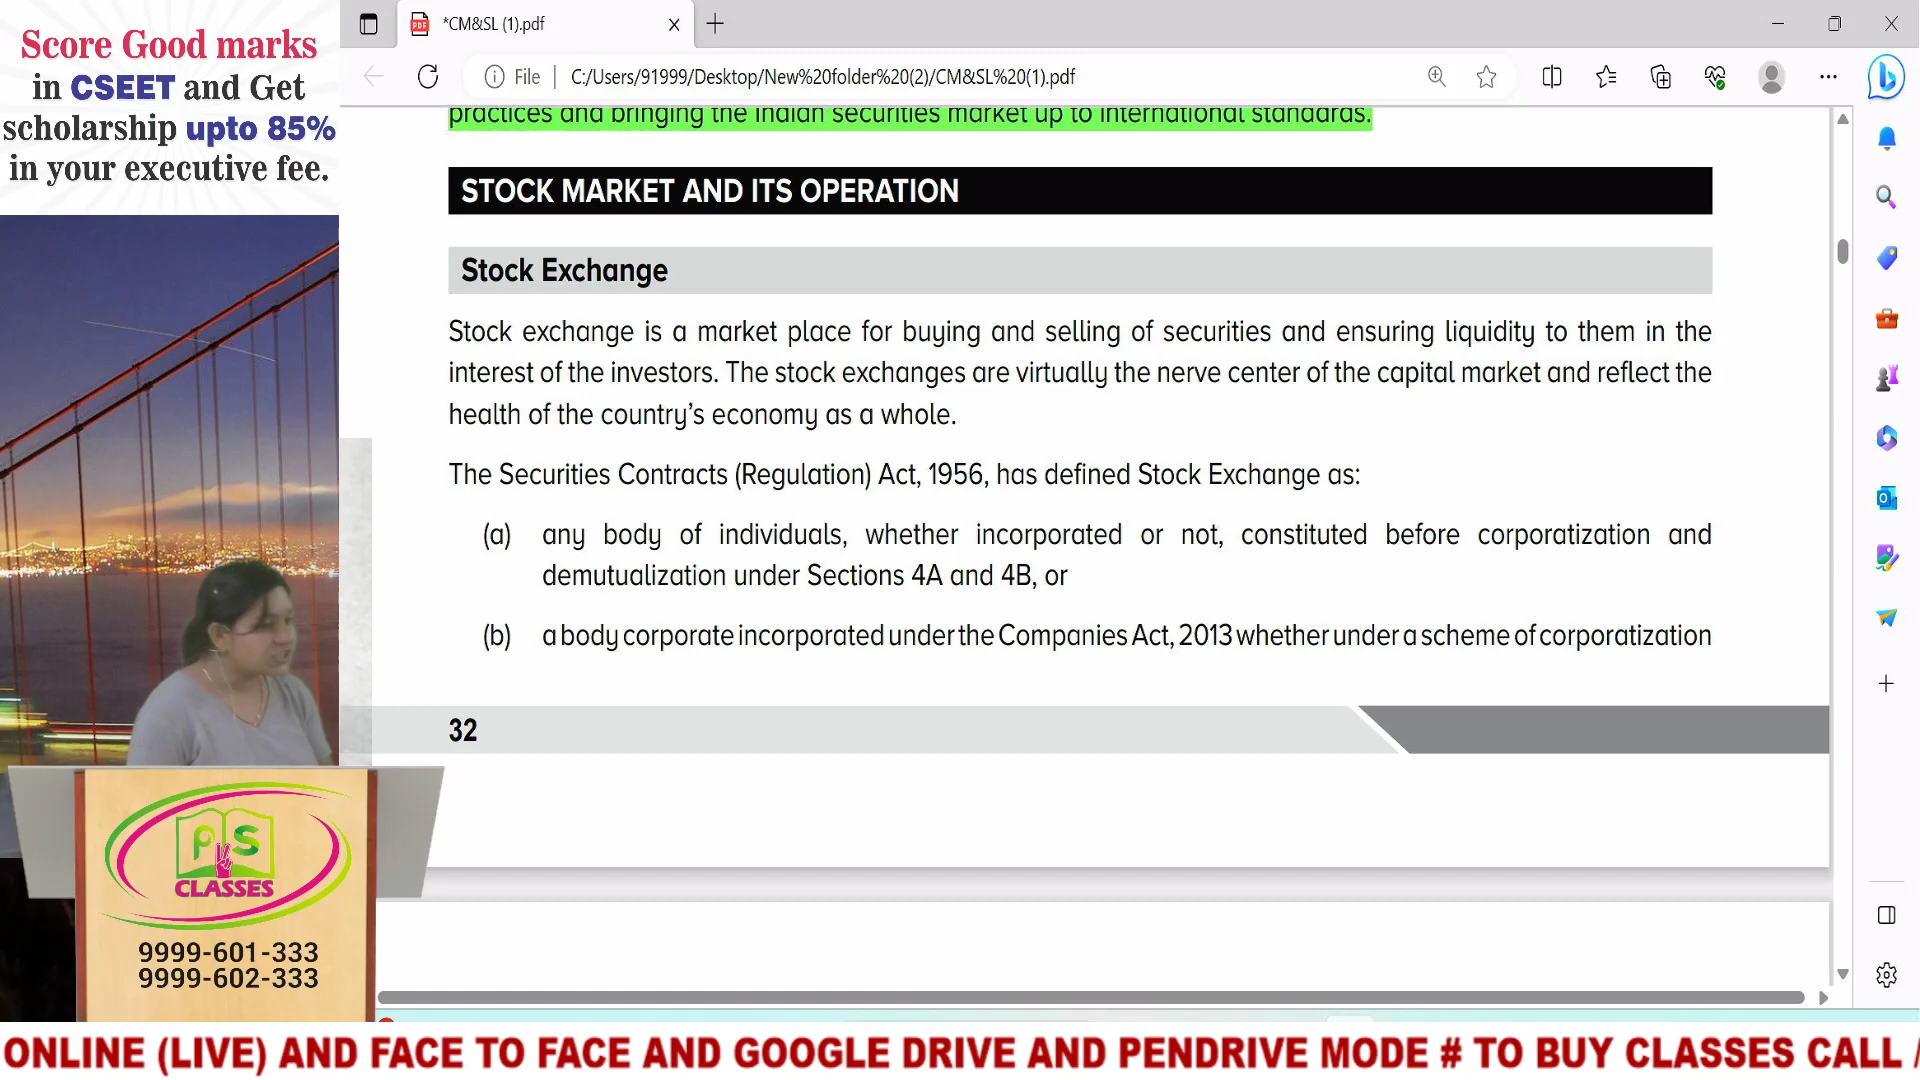 Score Good marks
in CSEET and Get
scholarship upto 85%
in your executive fee.
*CM&SL (1).pdf
File
C:/Users/91999/Desktop/New%20folder%20(2)/CM&SL%20(1).pdf
practices and bringing the Indian securities market up to international standards.
STOCK MARKET AND ITS OPERATION
Stock Exchange
Stock exchange is a market place for buying and selling of securities and ensuring liquidity to them in the
interest of the investors. The stock exchanges are virtually the nerve center of the capital market and reflect the
health of the country's economy as a whole.
The Securities Contracts (Regulation) Act, 1956, has defined Stock Exchange as:
(a) any body of individuals, whether incorporated or not, constituted before corporatization and
demutualization under Sections 4A and 4B, or
(b) a body corporate incorporated under the Companies Act, 2013 whether under a scheme of corporatization
32
PS
CLASSES
9999-601-333
9999-602-333
ONLINE (LIVE) AND FACE TO FACE AND GOOGLE DRIVE AND PENDRIVE MODE # TO BUY CLASSES CALL /